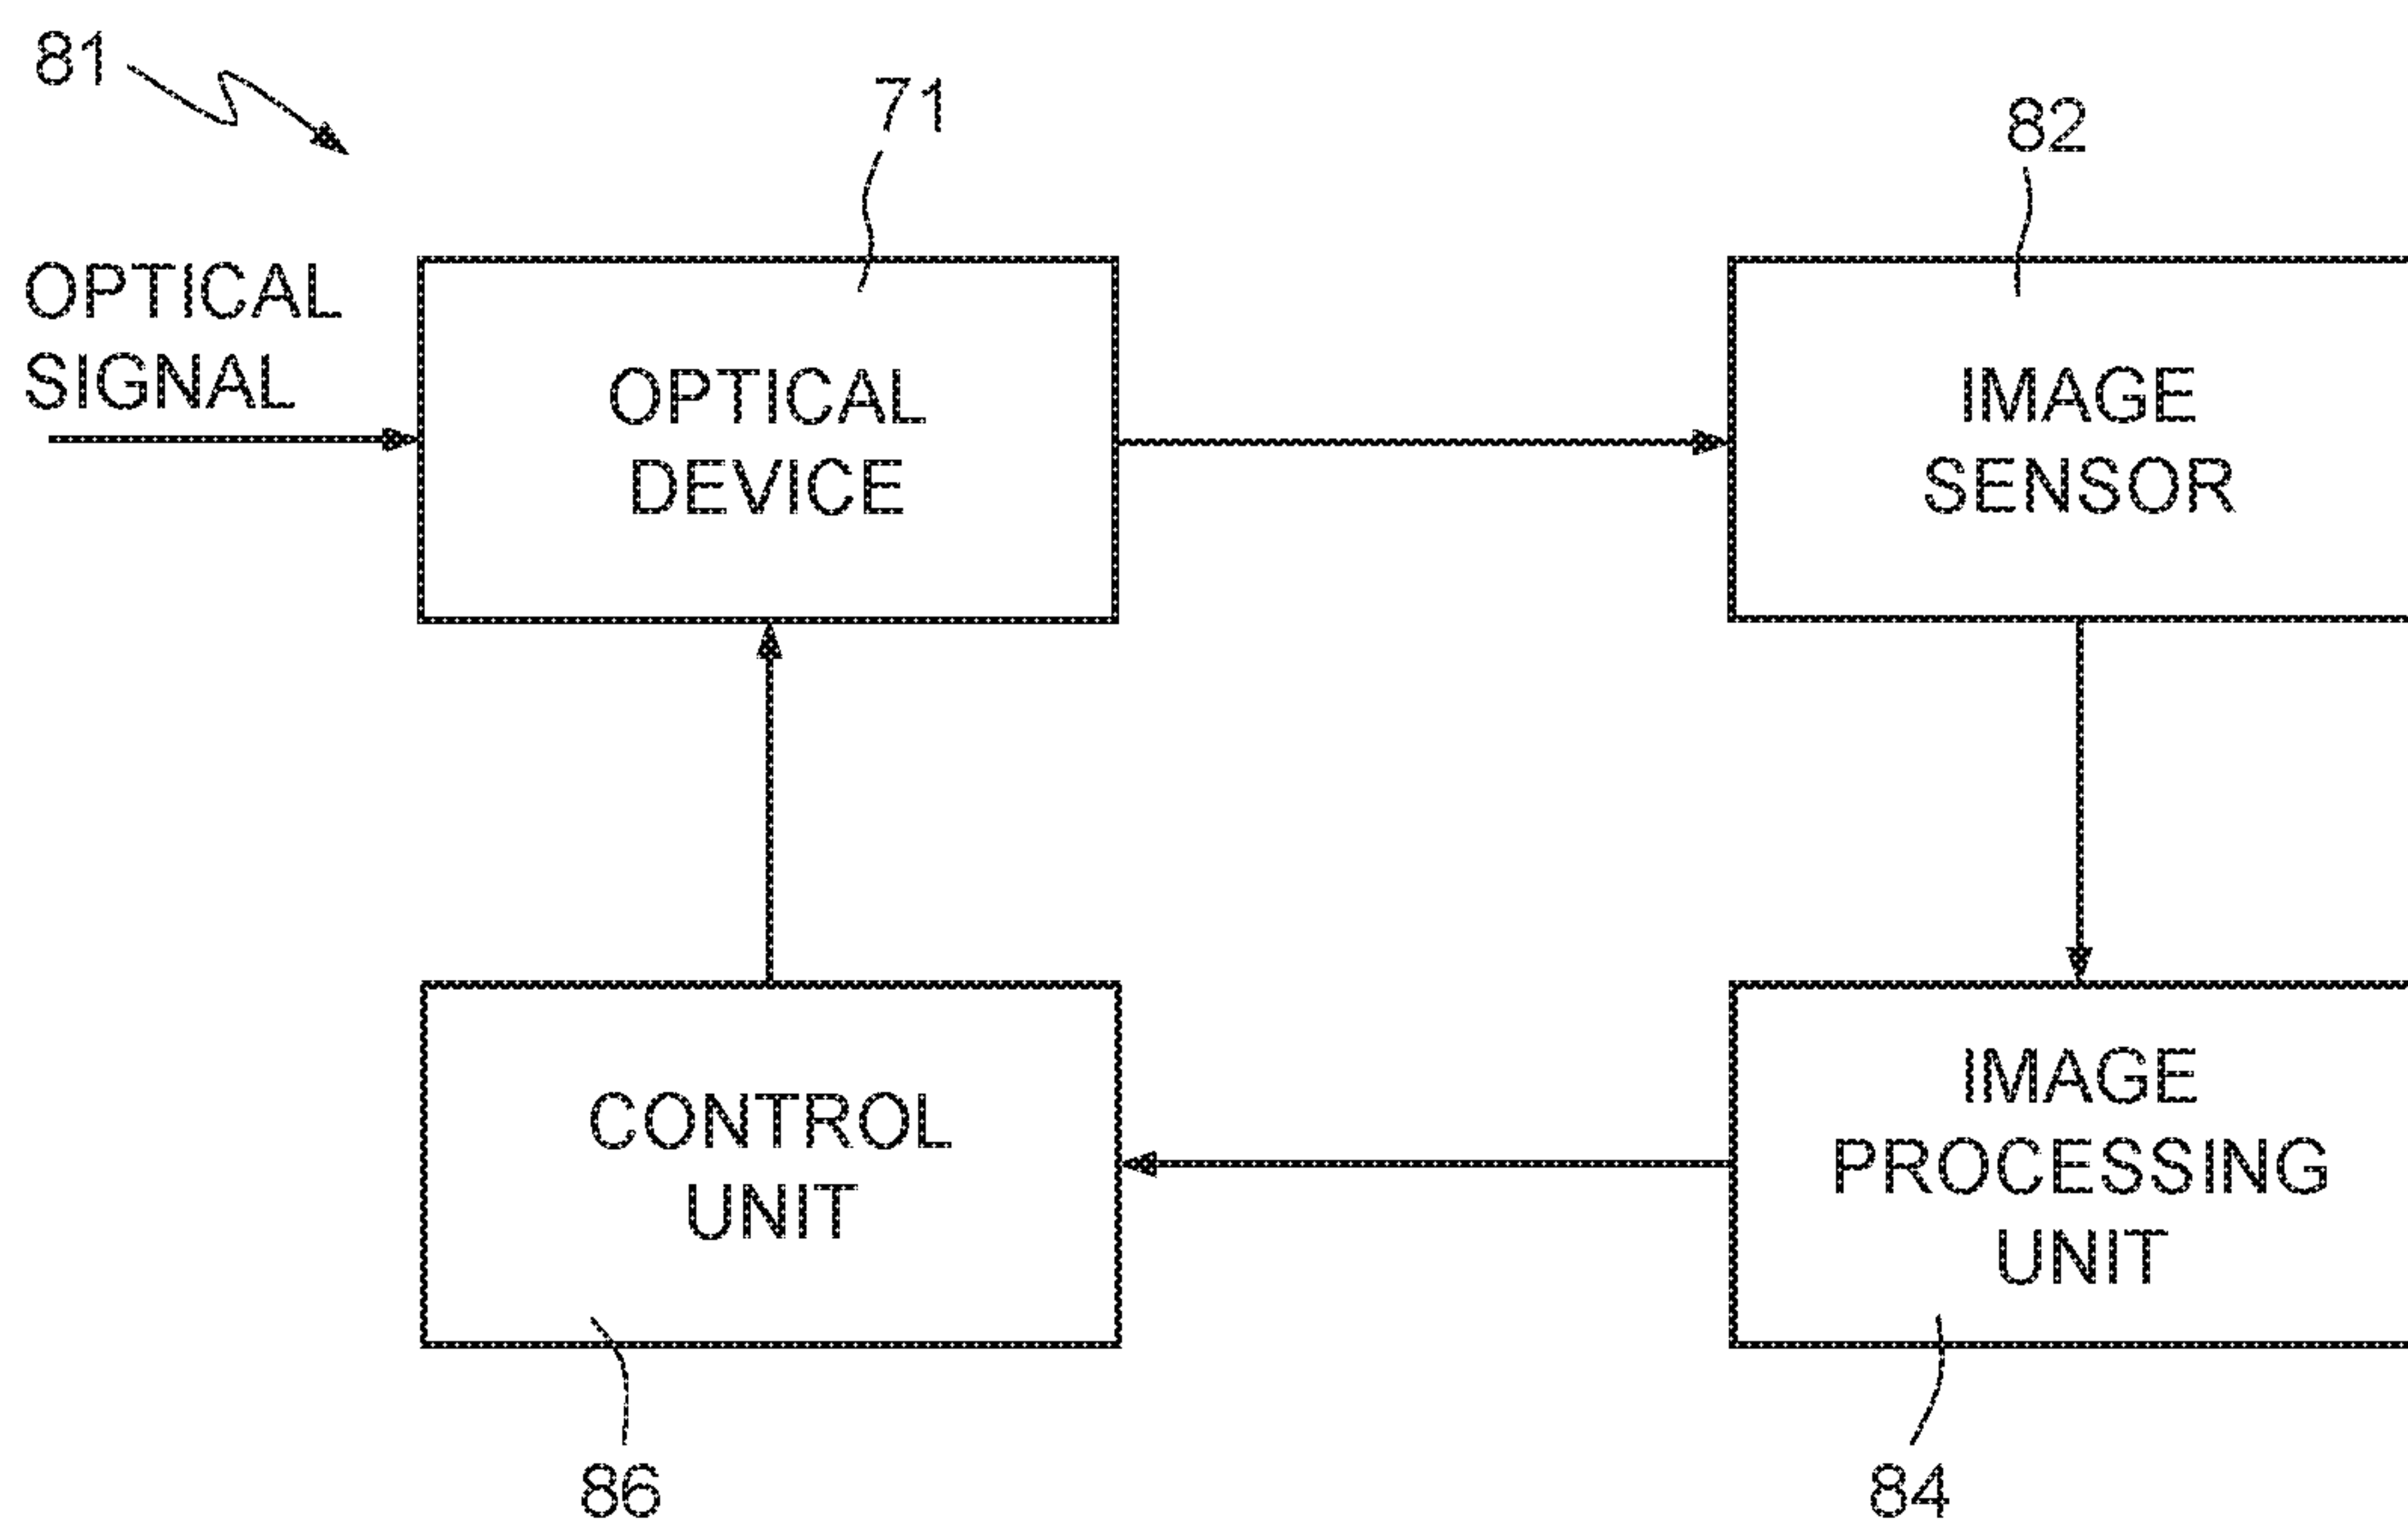 81
71
82
OPTICAL
SIGNAL
OPTICAL
DEVICE
IMAGE
SENSOR
CONTROL
UNIT
IMAGE
PROCESSING
UNIT
86
84